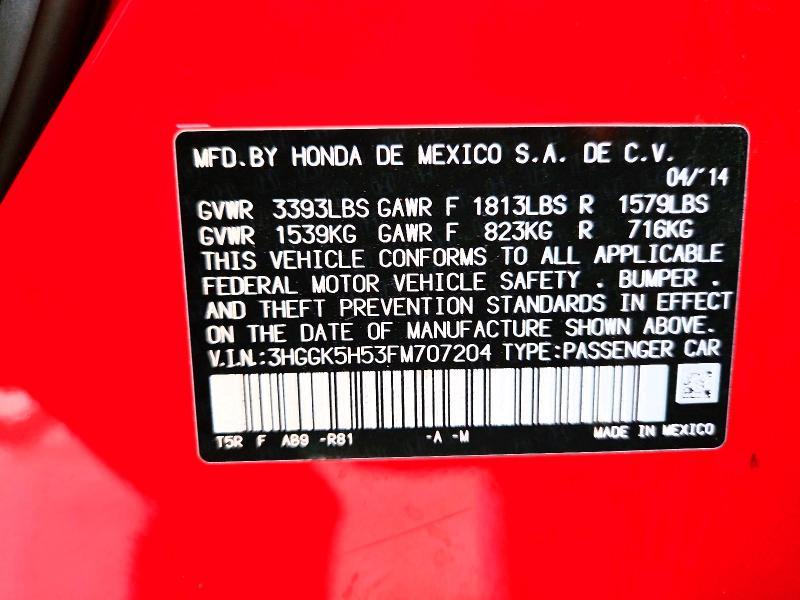 MFD.BY HONDA DE MEXICO S.A. DE C.V.
04/'14
GVWR 3393LBS GAWR F 1813LBS R 1579LBS
GVWR 1539KG GAWR F 823KG R 716KG
THIS VEHICLE CONFORMS TO ALL APPLICABLE
FEDERAL MOTOR VEHICLE SAFETY . BUMPER .
AND THEFT PREVENTION STANDARDS IN EFFECT
ON THE DATE OF MANUFACTURE SHOWN ABOVE.
V.I.N.:3HGGK5H53FM707204 TYPE:PASSENGER CAR
T5R F AB9 -R81 -A -M MADE IN MEXICO